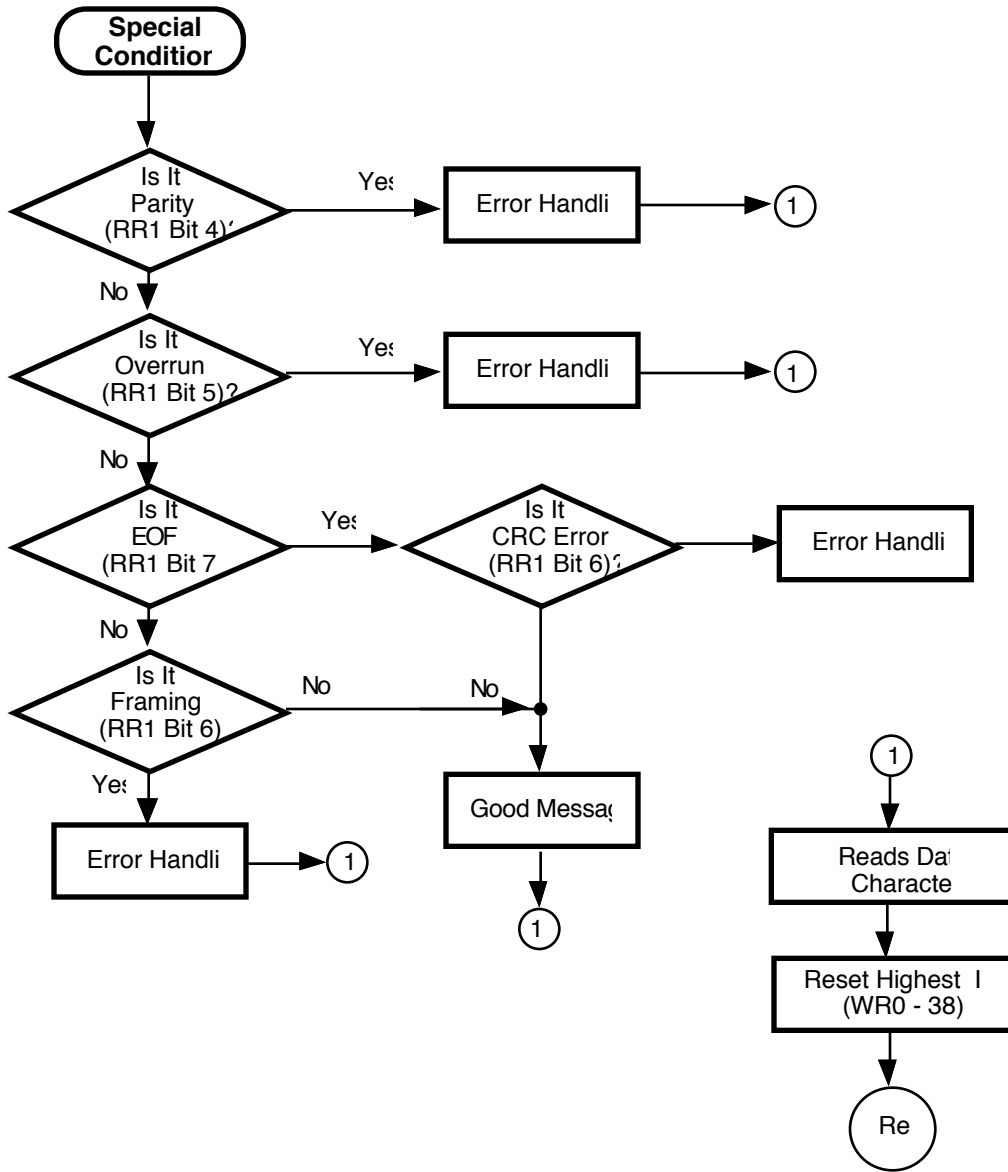 Special
Condition
Is It
Parity
(RR1 Bit 4)?
Yes
Error Handli
1
No
Is It
Overrun
(RR1 Bit 5)?
Yes
Error Handli
1
No
Is It
EOF
(RR1 Bit 7
Yes
Is It
CRC Error
(RR1 Bit 6)?
Error Handli
No
Is It
Framing
(RR1 Bit 6)
No
No
Yes
Error Handli
1
Good Messag
1
1
Reads Dat
Characte
Reset Highest I
(WR0 - 38)
Re